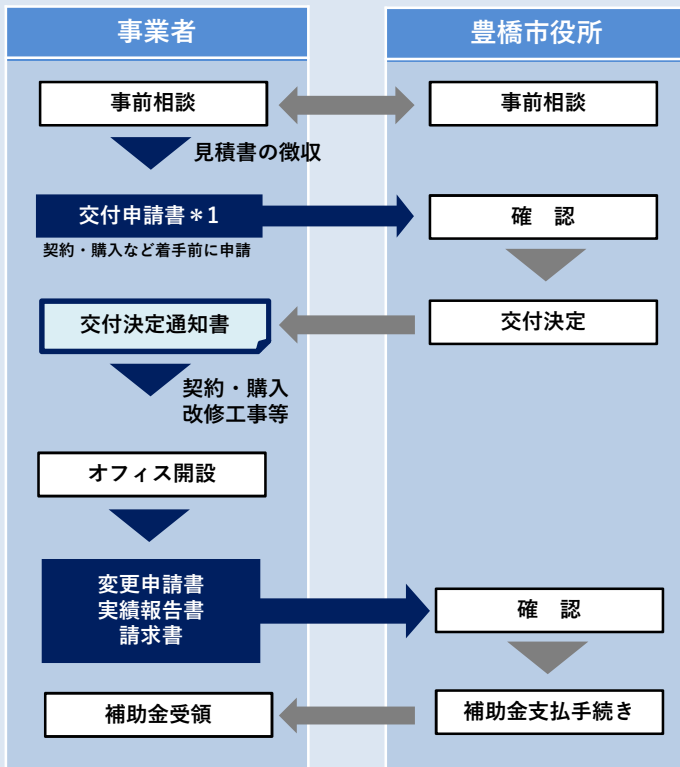 事業者
豊橋市役所
事前相談
事前相談
見積書の徴収
交付申請書＊1
確　認
契約・購入など着手前に申請
交付決定通知書
交付決定
契約・購入
改修工事等
オフィス開設
変更申請書
実績報告書
請求書
確　認
補助金受領
補助金支払手続き